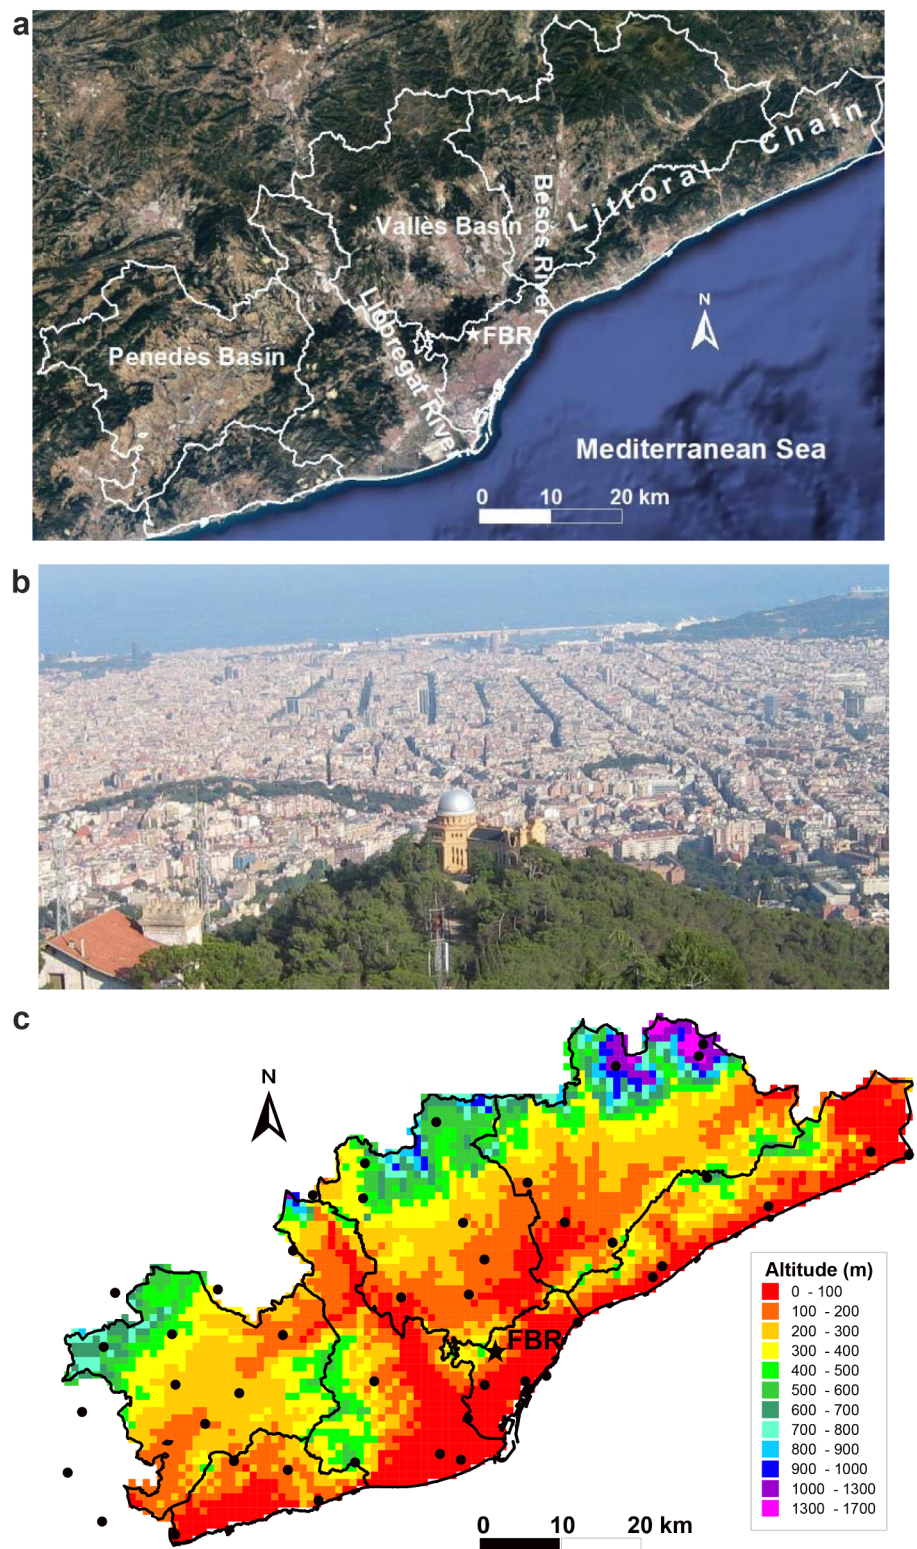 a
Littoral Chain
Besos River
Vallès Basin
N
Llobregat River
FBR
Penedès Basin
Mediterranean Sea
0 10 20 km
b
c
N
Altitude (m)
0 - 100
100 - 200
200 - 300
300 - 400
400 - 500
500 - 600
600 - 700
700 - 800
800 - 900
900 - 1000
1000 - 1300
1300 - 1700
FBR
0 10 20 km